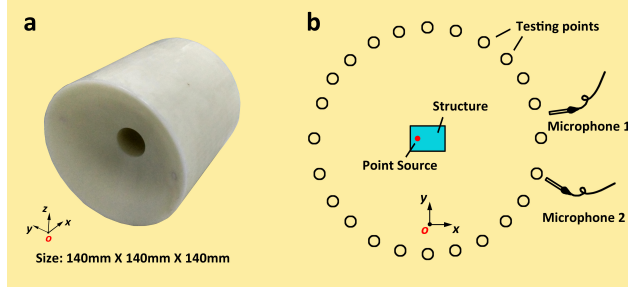 a
z
x
y
o
Size: 140mm X 140mm X 140mm
b
Testing points
Structure
Microphone 1
Point Source
y
o
x
Microphone 2